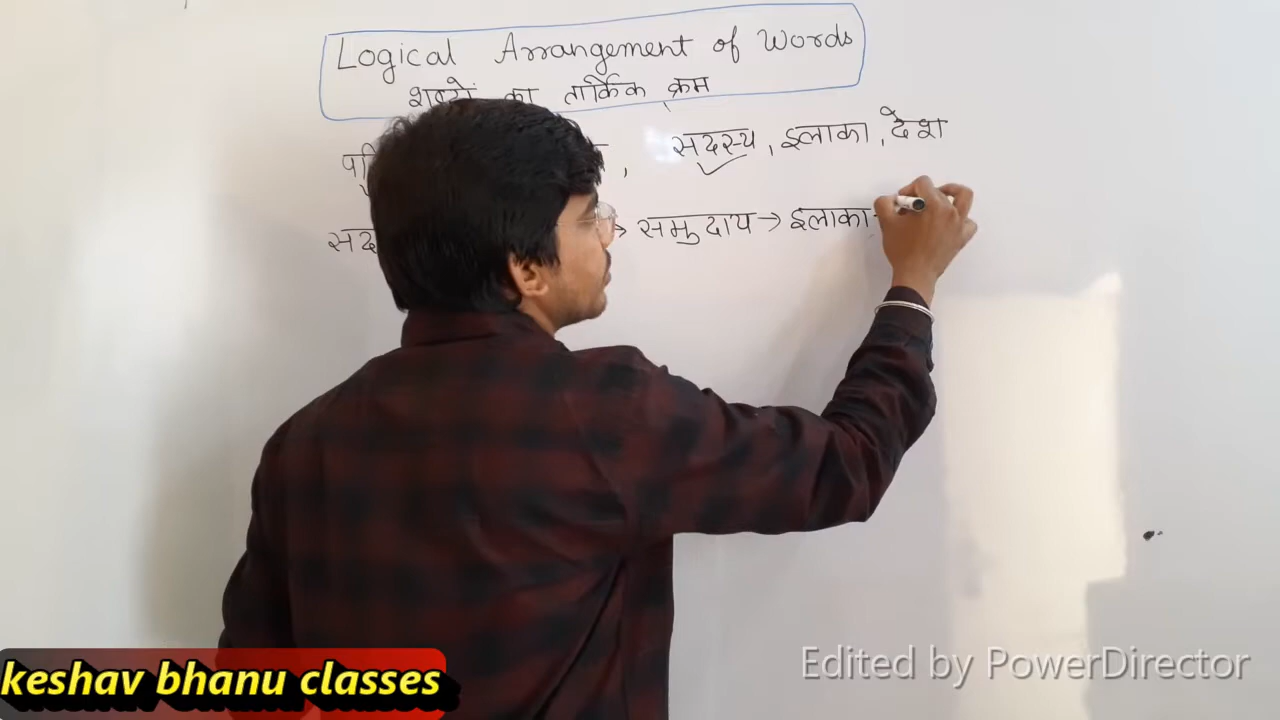 Logical Arrangement of Words
शब्दों का तार्किक क्रम
, सदस्य, इलाका, देश
→ समुदाय → इलाका
keshav bhanu classes
Edited by PowerDirector